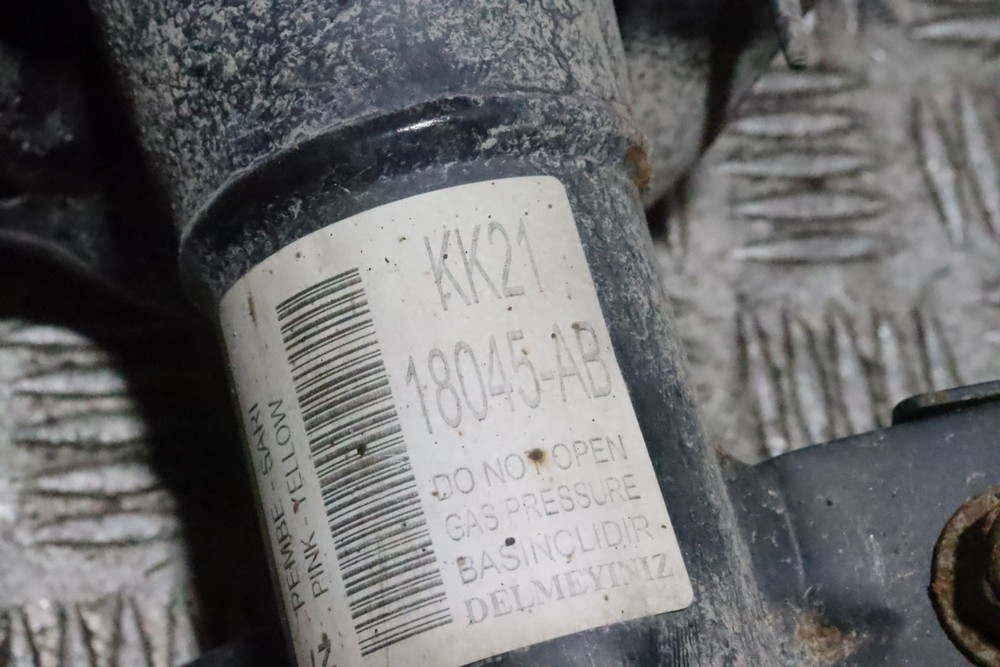 KK21
18045-AB
DO NOT OPEN
GAS PRESSURE
BASINÇLIDIR
DELMEYINIZ
PEMBE - SARI
PINK - YELLOW